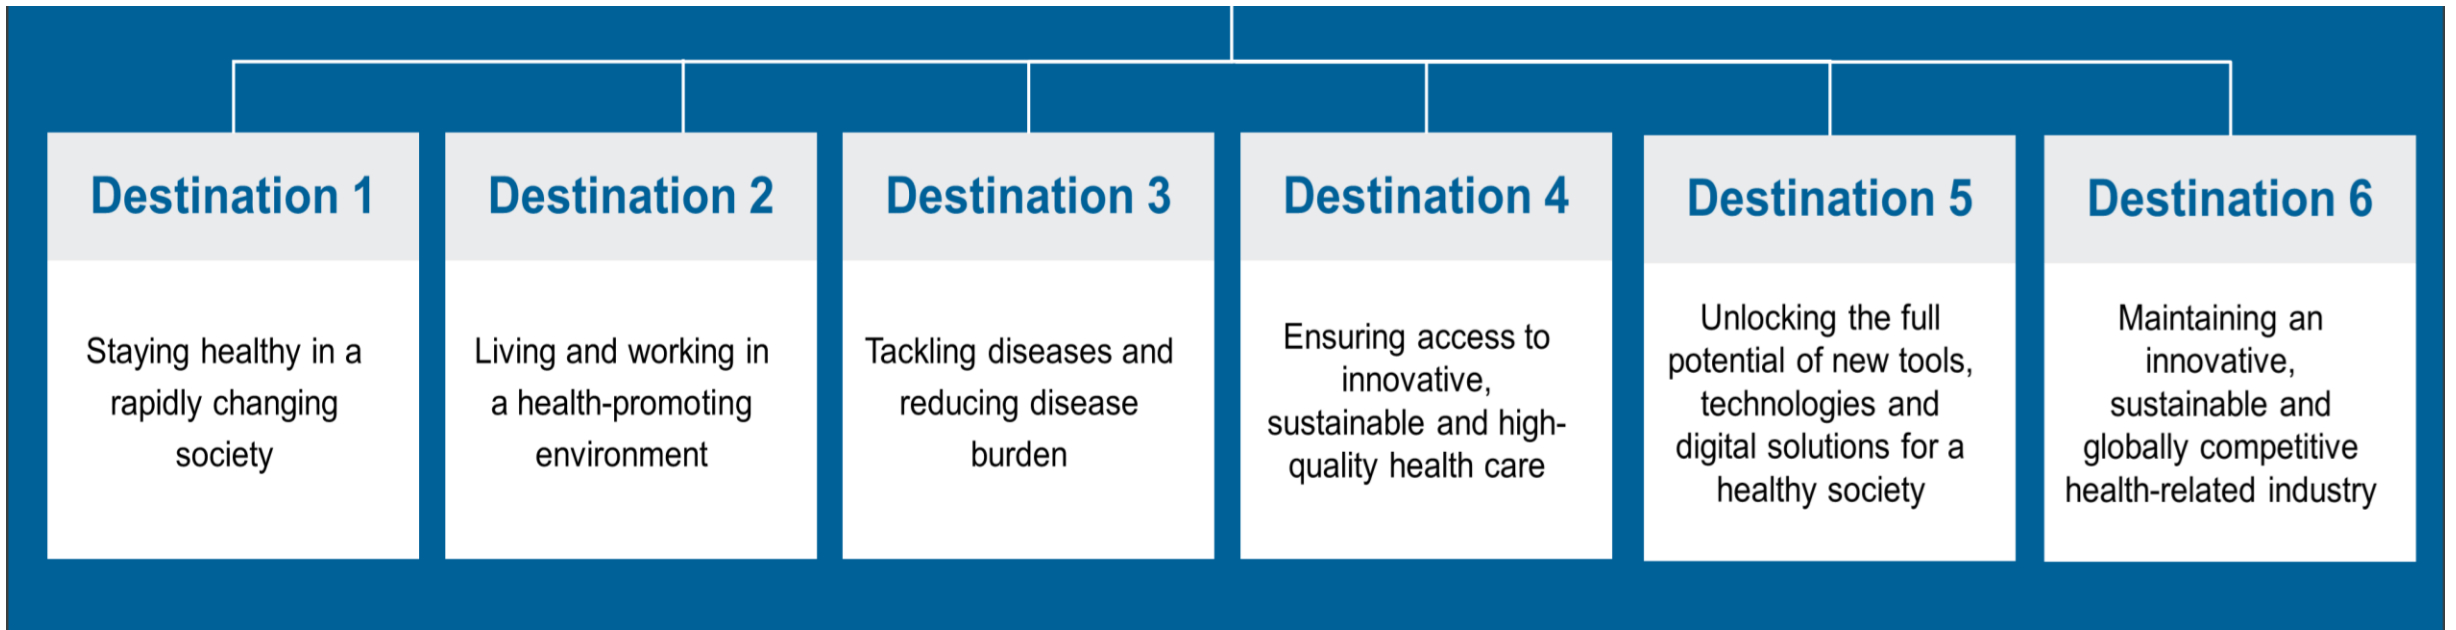 Destination 1
Staying healthy in a
rapidly changing
society
Destination 2
Living and working in
a health-promoting
environment
Destination 3
Tackling diseases and
reducing disease
burden
Destination 4
Ensuring access to
innovative,
sustainable and high-
quality health care
Destination 5
Unlocking the full
potential of new tools,
technologies and
digital solutions for a
healthy society
Destination 6
Maintaining an
innovative,
sustainable and
globally competitive
health-related industry